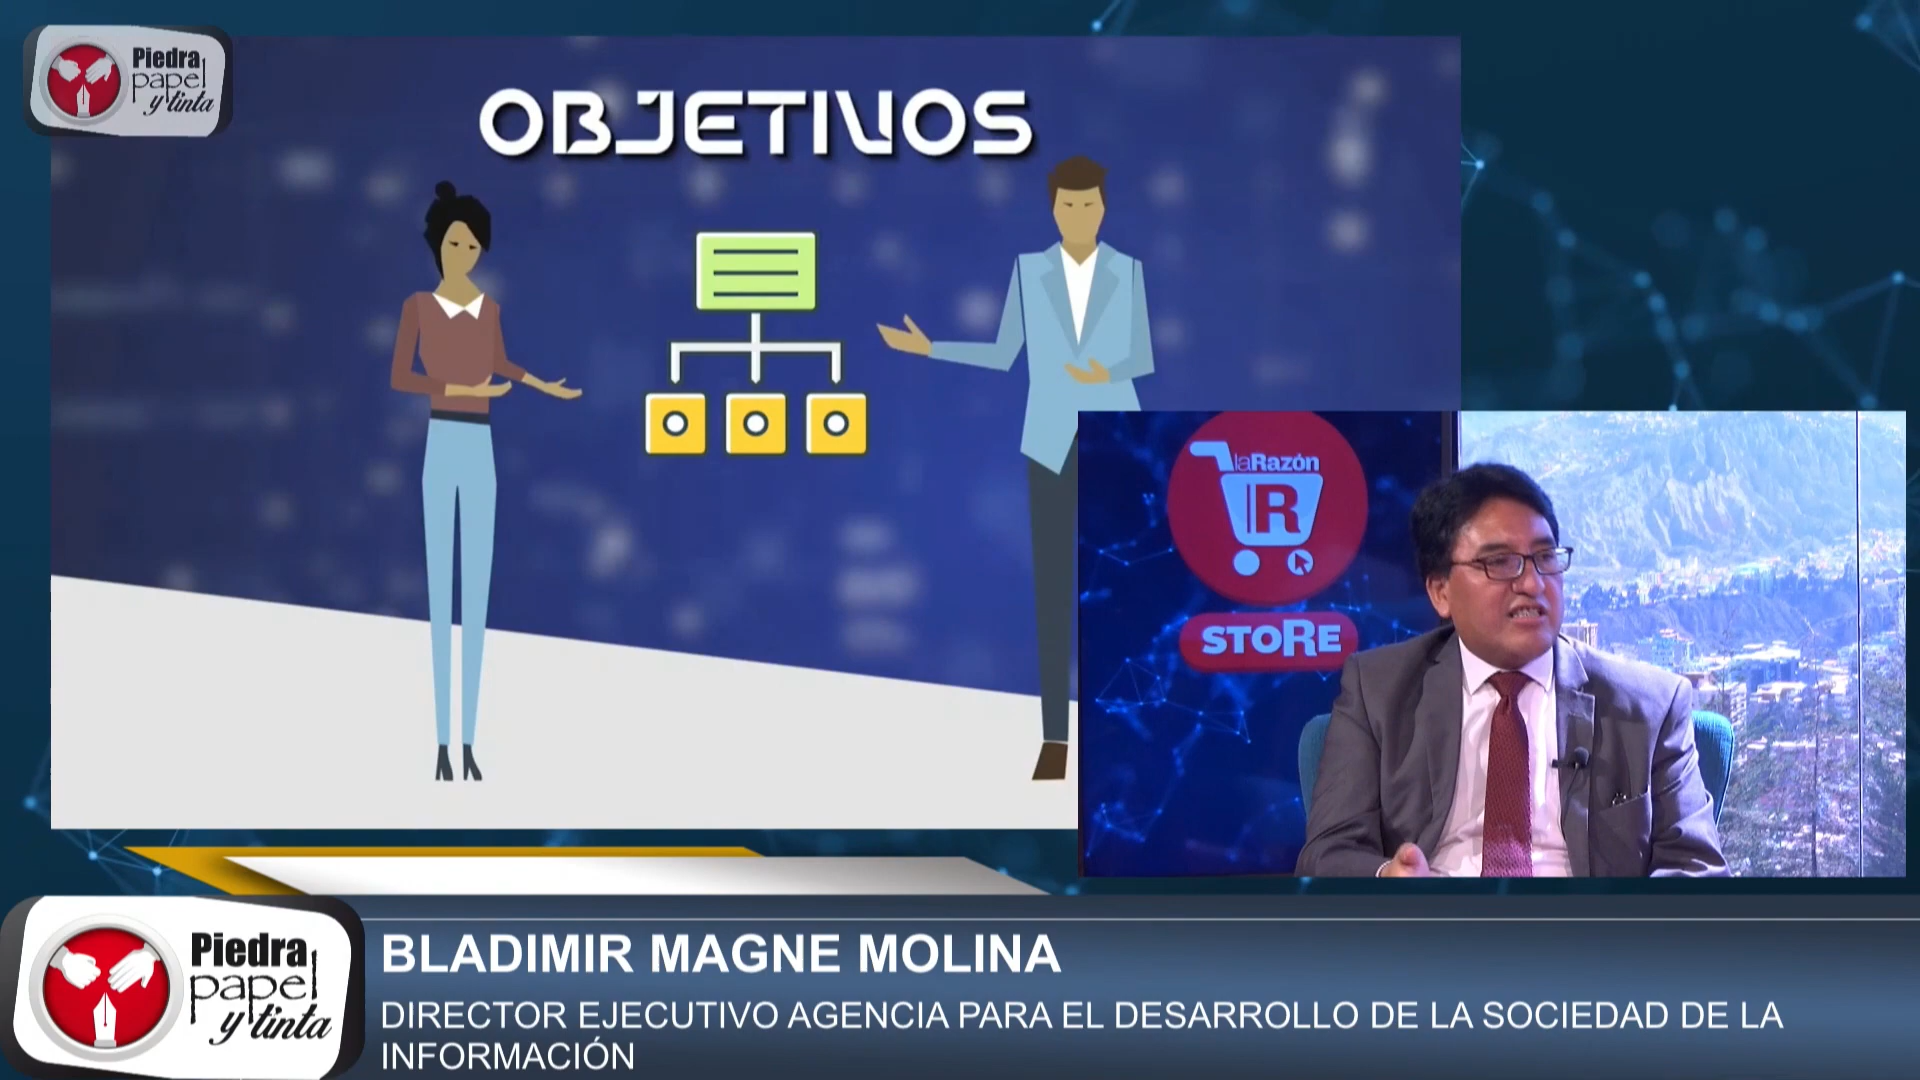 Piedra
papel
y tinta
OBJETIVOS
laRazón
R
STORE
Piedra
papel
y tinta
BLADIMIR MAGNE MOLINA
DIRECTOR EJECUTIVO AGENCIA PARA EL DESARROLLO DE LA SOCIEDAD DE LA
INFORMACIÓN